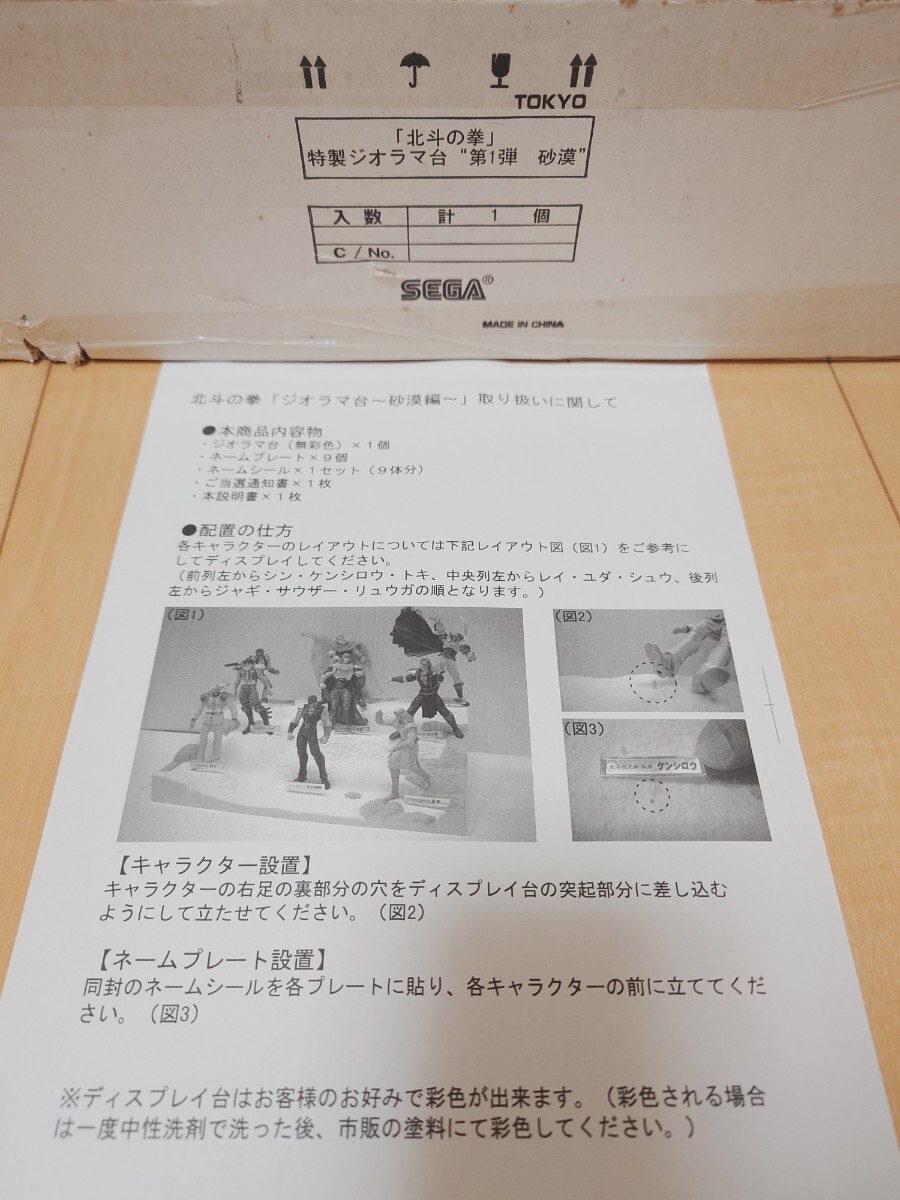 TOKYO
「北斗の拳」
特製ジオラマ台“第1弾 砂漠”
入数 計 1 個
C / No.
SEGA®
MADE IN CHINA
北斗の拳「ジオラマ台~砂漠編~」取り扱いに関して
●本商品内容物
・ジオラマ台(無彩色)×1個
・ネームプレート×9個
・ネームシール×1セット(9体分)
・ご当選通知書×1枚
・本説明書×1枚
●配置の仕方
各キャラクターのレイアウトについては下記レイアウト図(図1)をご参考に
してディスプレイしてください。
(前列左からシン・ケンシロウ・トキ、中央列左からレイ・ユダ・シュウ、後列
左からジャギ・サウザー・リュウガの順となります。)
(図1)
(図2)
(図3)
ケンシロウ
【キャラクター設置】
キャラクターの右足の裏部分の穴をディスプレイ台の突起部分に差し込む
ようにして立たせてください。(図2)
【ネームプレート設置】
同封のネームシールを各プレートに貼り、各キャラクターの前に立ててくだ
さい。(図3)
※ディスプレイ台はお客様のお好みで彩色が出来ます。(彩色される場合
は一度中性洗剤で洗った後、市販の塗料にて彩色してください。)